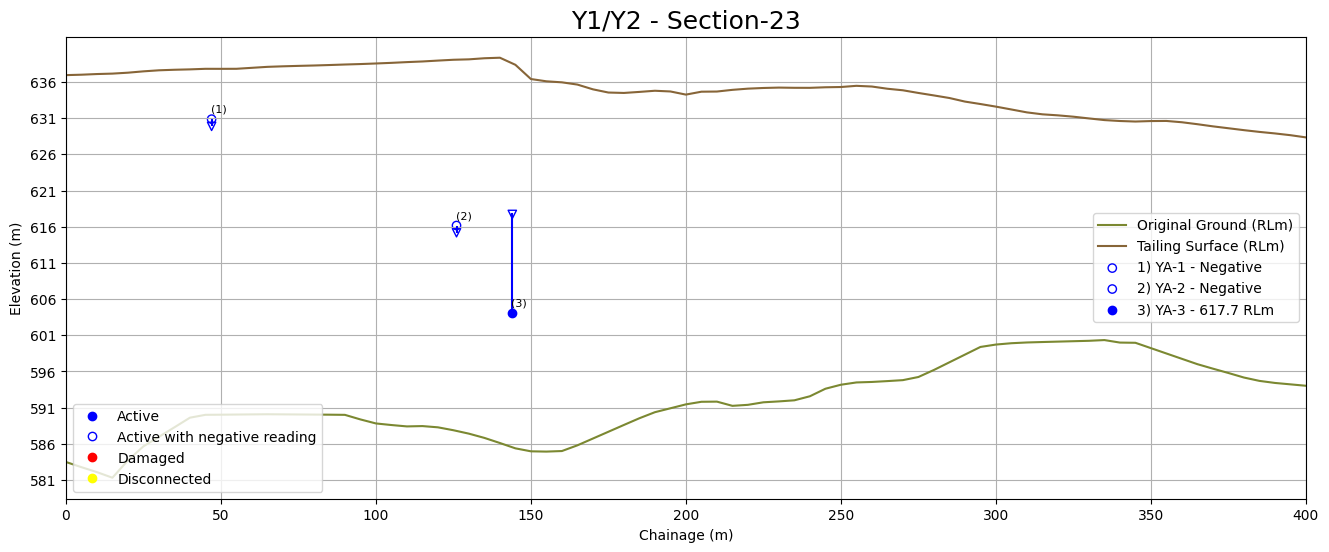 Y1/Y2 - Section-23
Elevation (m)
636
631
626
621
616
611
606
601
596
591
586
581
(1)
(2)
(3)
Original Ground (RLm)
Tailing Surface (RLm)
1) YA-1 - Negative
2) YA-2 - Negative
3) YA-3 - 617.7 RLm
Active
Active with negative reading
Damaged
Disconnected
0 50 100 150 200 250 300 350 400
Chainage (m)